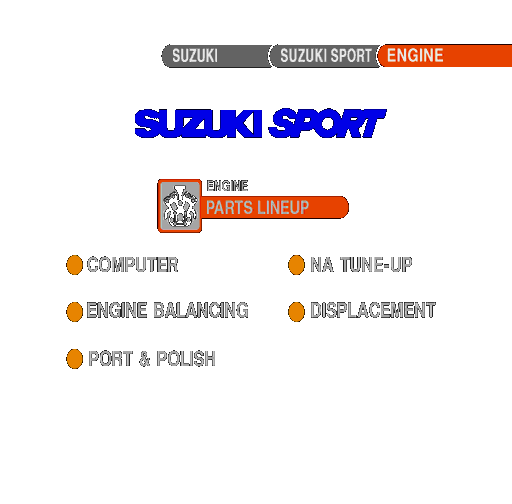 SUZUKI SUZUKI SPORT ENGINE
SUZUKI SPORT
ENGINE
PARTS LINEUP
COMPUTER NA TUNE-UP
ENGINE BALANCING DISPLACEMENT
PORT & POLISH